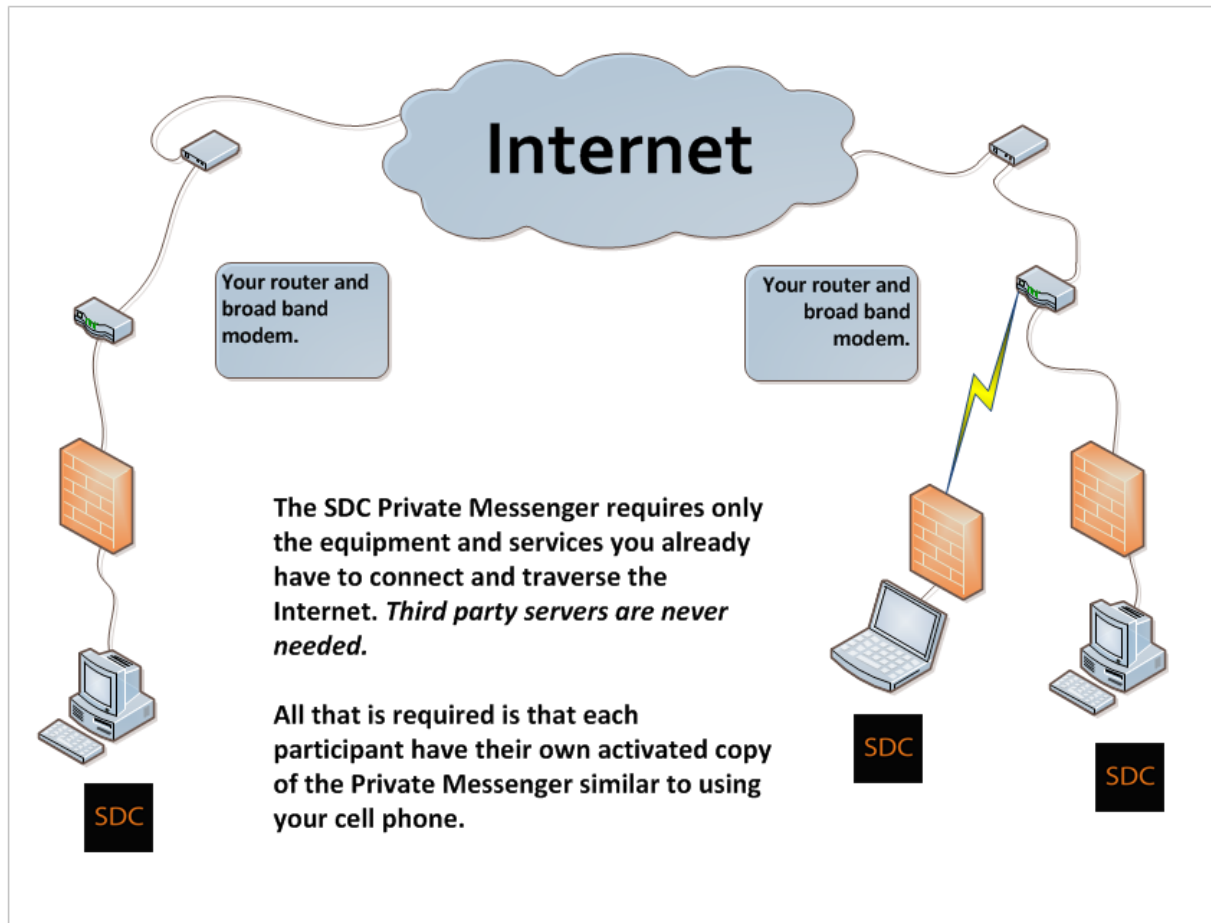 Internet
Your router and
broad band
modem.
Your router and
broad band
modem.
The SDC Private Messenger requires only
the equipment and services you already
have to connect and traverse the
Internet. Third party servers are never
needed.
All that is required is that each
participant have their own activated copy
of the Private Messenger similar to using
your cell phone.
SDC
SDC
SDC